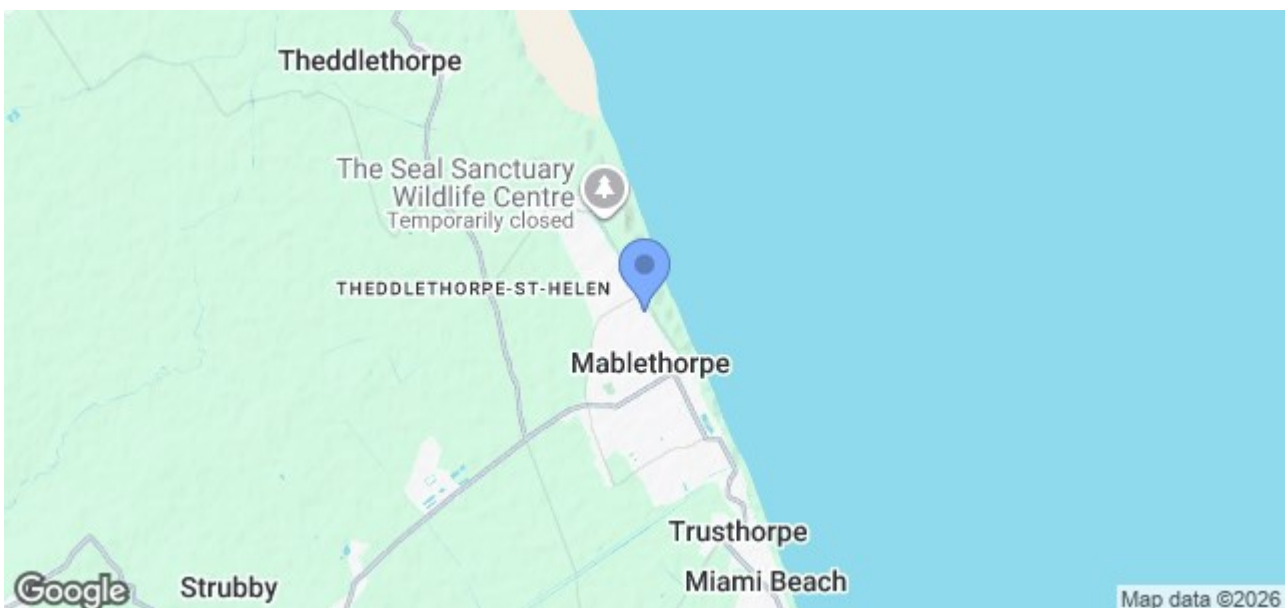 Theddlethorpe
The Seal Sanctuary
Wildlife Centre
Temporarily closed
THEDDLETHORPE-ST-HELEN
Mablethorpe
Trusthorpe
Miami Beach
Strubby
Google
Map data ©2026